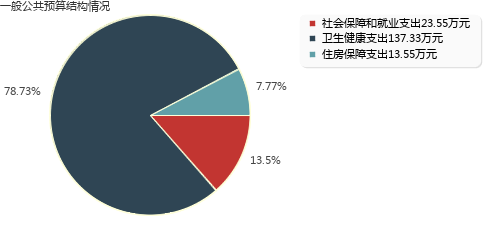 一般公共预算结构情况
社会保障和就业支出23.55万元
卫生健康支出137.33万元
住房保障支出13.55万元
78.73%
7.77%
13.5%